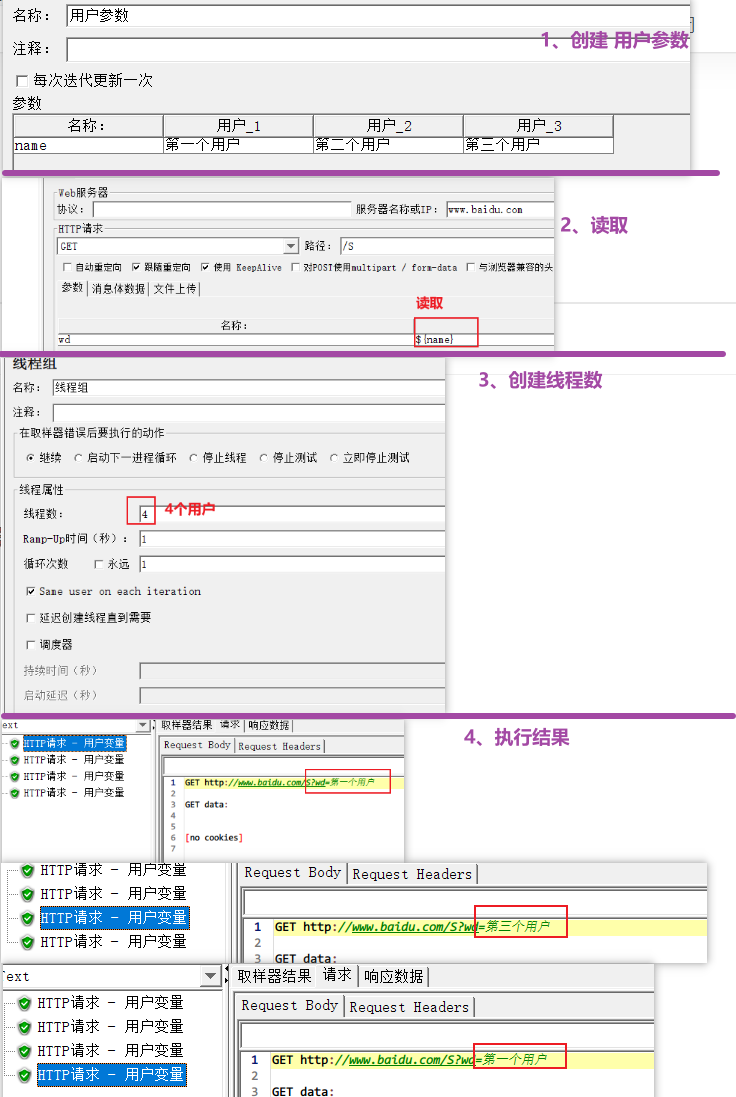 名称： 用户参数
1、创建 用户参数
注释：
每次迭代更新一次
参数
名称： 用户_1 用户_2 用户_3
name 第一个用户 第二个用户 第三个用户
Web服务器
协议： 服务器名称或IP： www.baidu.com
2、读取
HTTP请求
GET 路径： /S
自动重定向 跟随重定向 使用 KeepAlive 对POST使用multipart / form-data 与浏览器兼容的头
参数 消息体数据 文件上传
读取
名称：
wd ${name}
线程组
3、创建线程数
名称： 线程组
注释：
在取样器错误后要执行的动作
继续 启动下一进程循环 停止线程 停止测试 立即停止测试
线程属性
线程数： 4 4个用户
Ramp-Up时间（秒）： 1
循环次数 永远 1
Same user on each iteration
延迟创建线程直到需要
调度器
持续时间（秒）
启动延迟（秒）
4、执行结果
ext 取样器结果 请求 响应数据
HTTP请求 - 用户变量
HTTP请求 - 用户变量
HTTP请求 - 用户变量
HTTP请求 - 用户变量
Request Body Request Headers
1 GET http://www.baidu.com/S?wd=第一个用户
2
3 GET data:
4
5
6 [no cookies]
7
HTTP请求 - 用户变量
HTTP请求 - 用户变量
HTTP请求 - 用户变量
HTTP请求 - 用户变量
Request Body Request Headers
1 GET http://www.baidu.com/S?wd=第三个用户
2
3 GET data:
Text 取样器结果 请求 响应数据
HTTP请求 - 用户变量
HTTP请求 - 用户变量
HTTP请求 - 用户变量
HTTP请求 - 用户变量
Request Body Request Headers
1 GET http://www.baidu.com/S?wd=第一个用户
2
3 GET data: